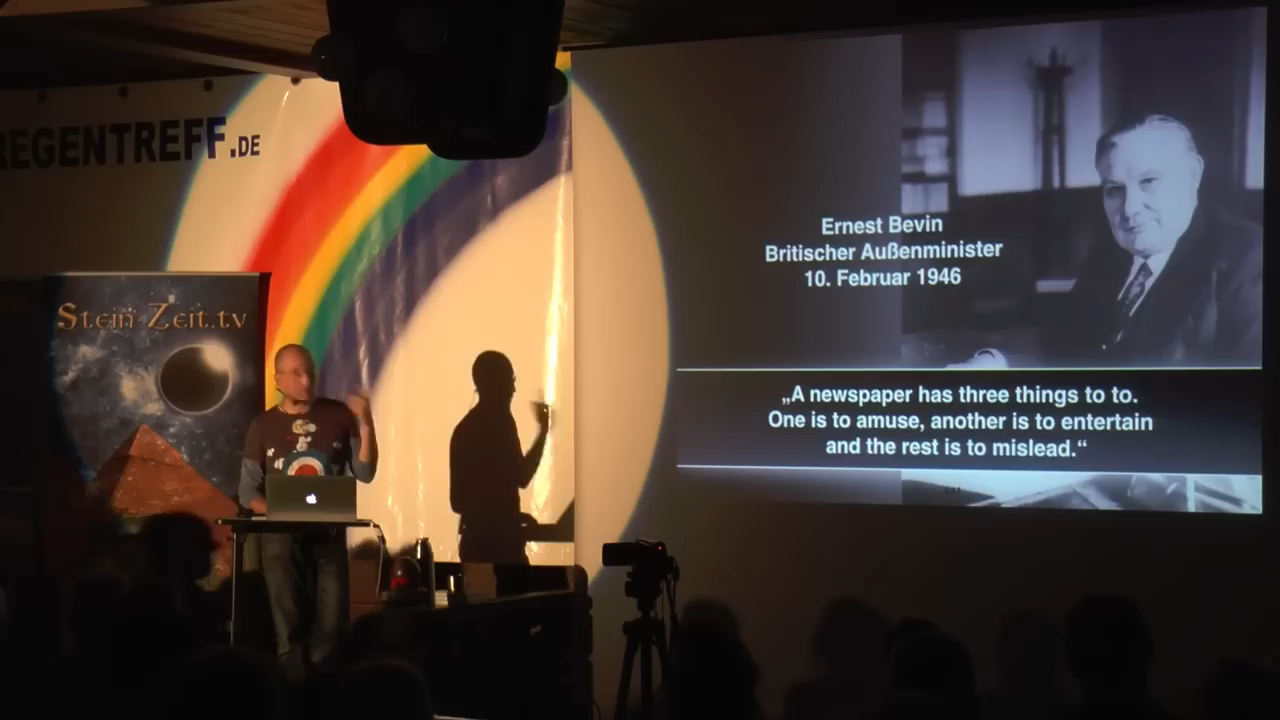 REGENTREFF.DE
Stein-Zeit.tv
Ernest Bevin
Britischer Außenminister
10. Februar 1946
„A newspaper has three things to to.
One is to amuse, another is to entertain
and the rest is to mislead.“